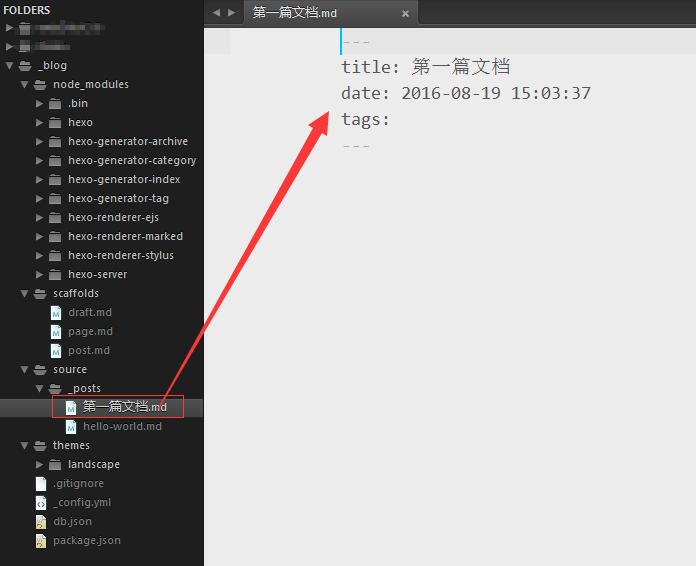 FOLDERS
_blog
node_modules
.bin
hexo
hexo-generator-archive
hexo-generator-category
hexo-generator-index
hexo-generator-tag
hexo-renderer-ejs
hexo-renderer-marked
hexo-renderer-stylus
hexo-server
scaffolds
draft.md
page.md
post.md
source
_posts
第一篇文档.md
hello-world.md
themes
landscape
.gitignore
_config.yml
db.json
package.json
第一篇文档.md
---
title: 第一篇文档
date: 2016-08-19 15:03:37
tags:
---